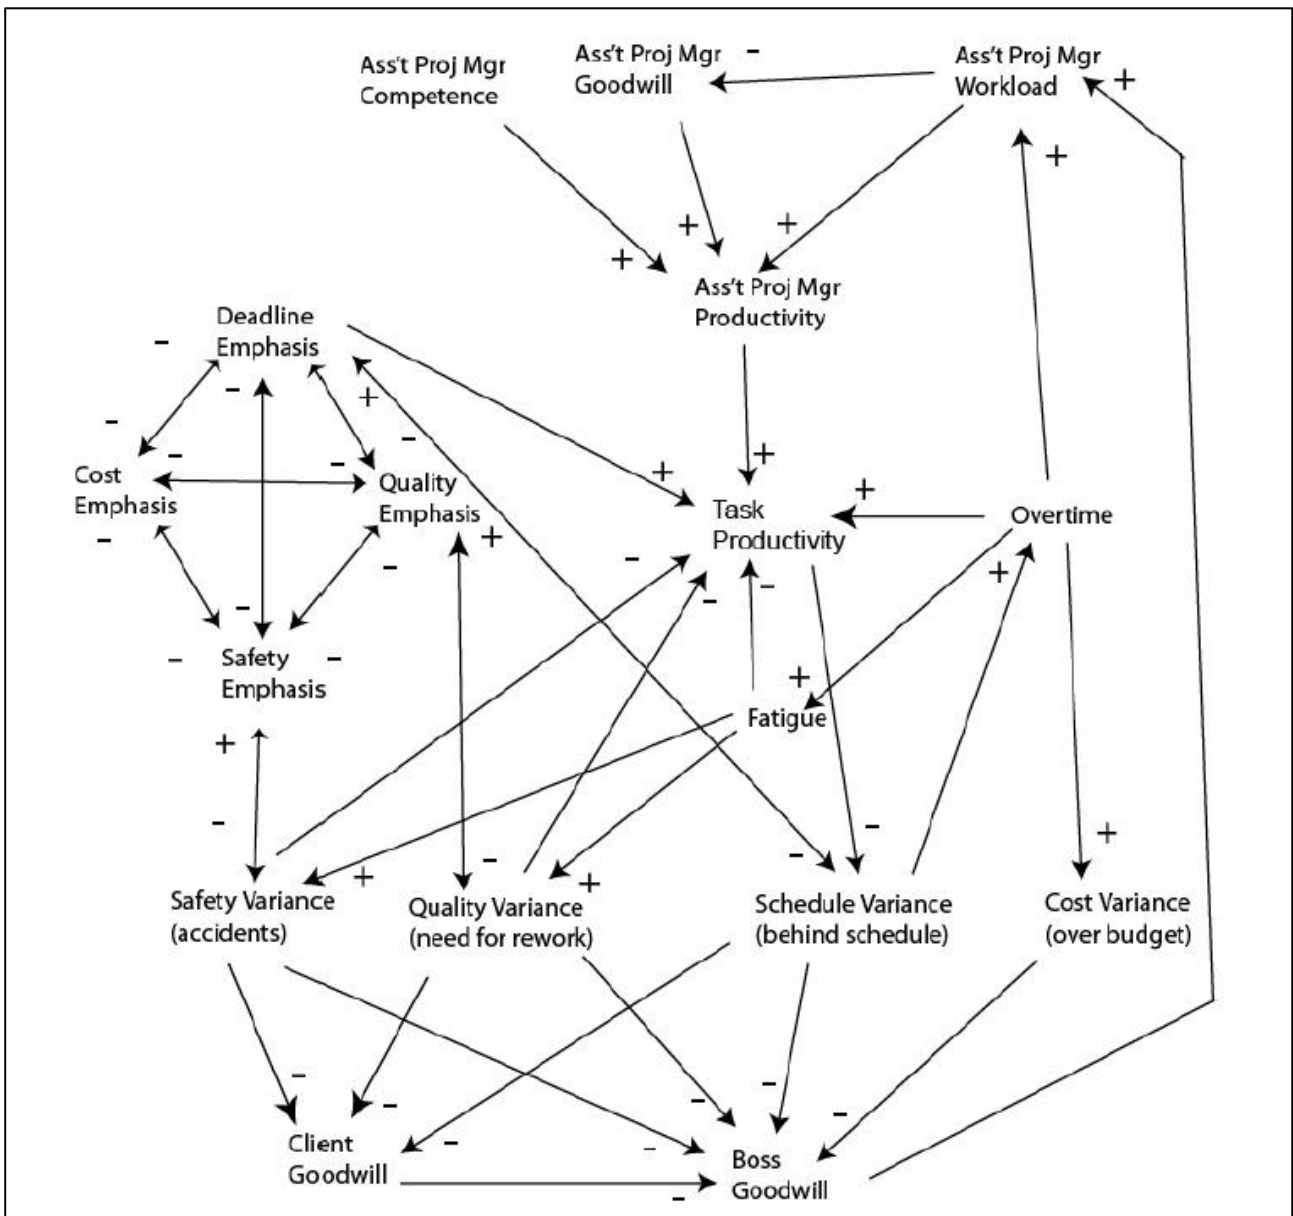 Ass't Proj Mgr
Competence
Ass't Proj Mgr
Goodwill
-
Ass't Proj Mgr
Workload
+
+
+
+
+
Ass't Proj Mgr
Productivity
Deadline
Emphasis
-
-
+
-
-
-
-
Cost
Emphasis
-
Quality
Emphasis
+
-
+
+
+
Task
Productivity
Overtime
-
-
-
+
-
-
Safety
Emphasis
-
+
+
Fatigue
-
-
-
-
+
+
+
Safety Variance
(accidents)
Quality Variance
(need for rework)
Schedule Variance
(behind schedule)
Cost Variance
(over budget)
-
-
-
-
-
-
-
Client
Goodwill
-
Boss
Goodwill